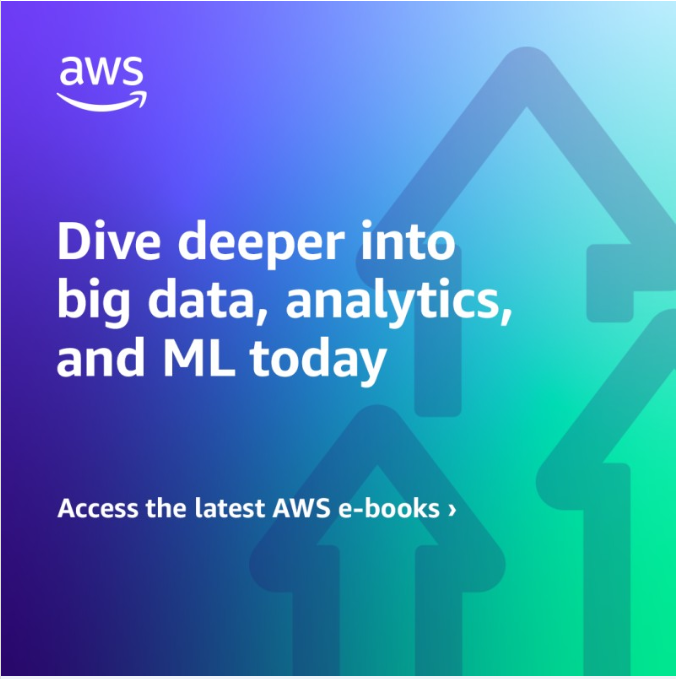 aws
Dive deeper into
big data, analytics,
and ML today
Access the latest AWS e-books ›